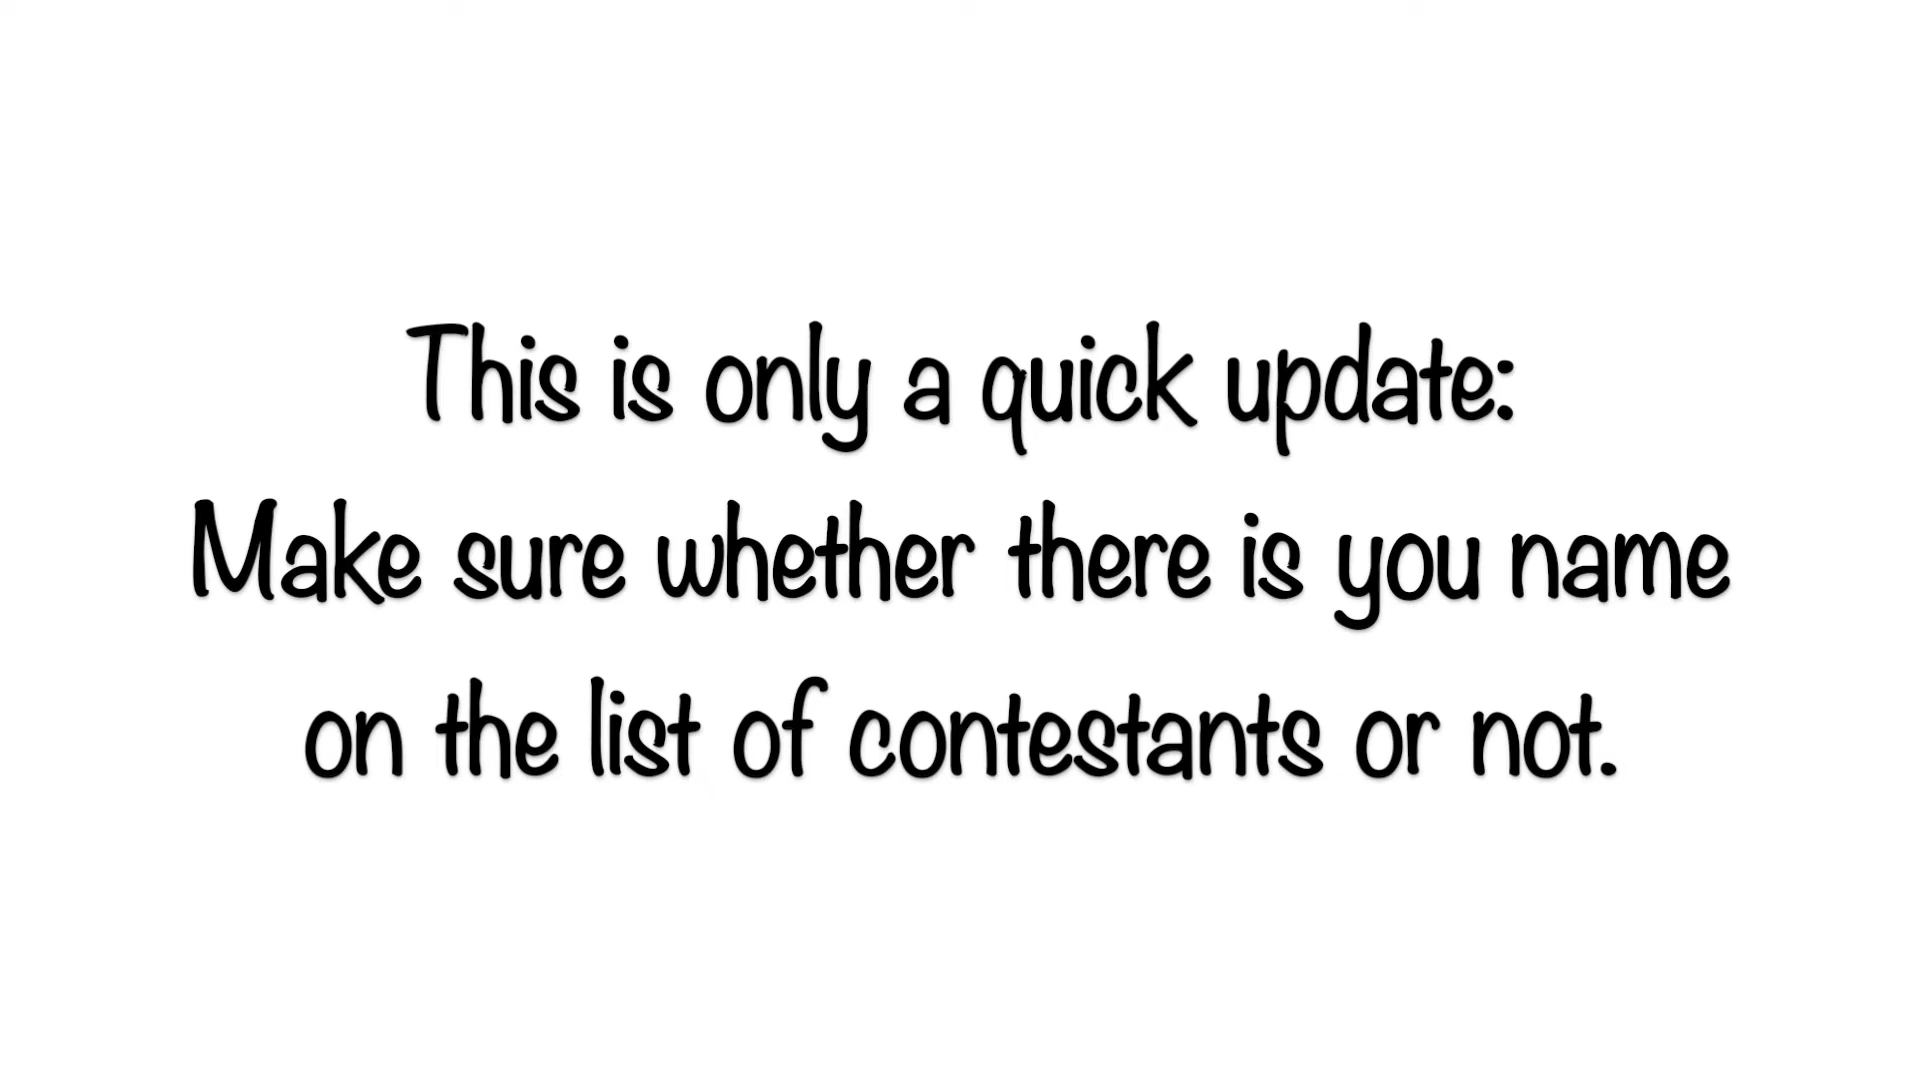 This is only a quick update:
Make sure whether there is you name
on the list of contestants or not.